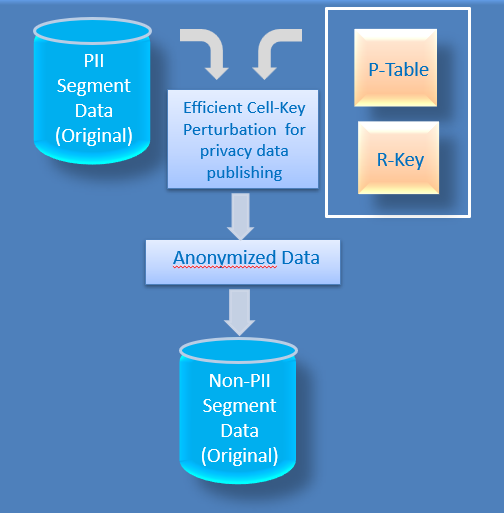 PII
Segment
Data
(Original)
P-Table
R-Key
Efficient Cell-Key
Perturbation for
privacy data
publishing
Anonymized Data
Non-PII
Segment
Data
(Original)